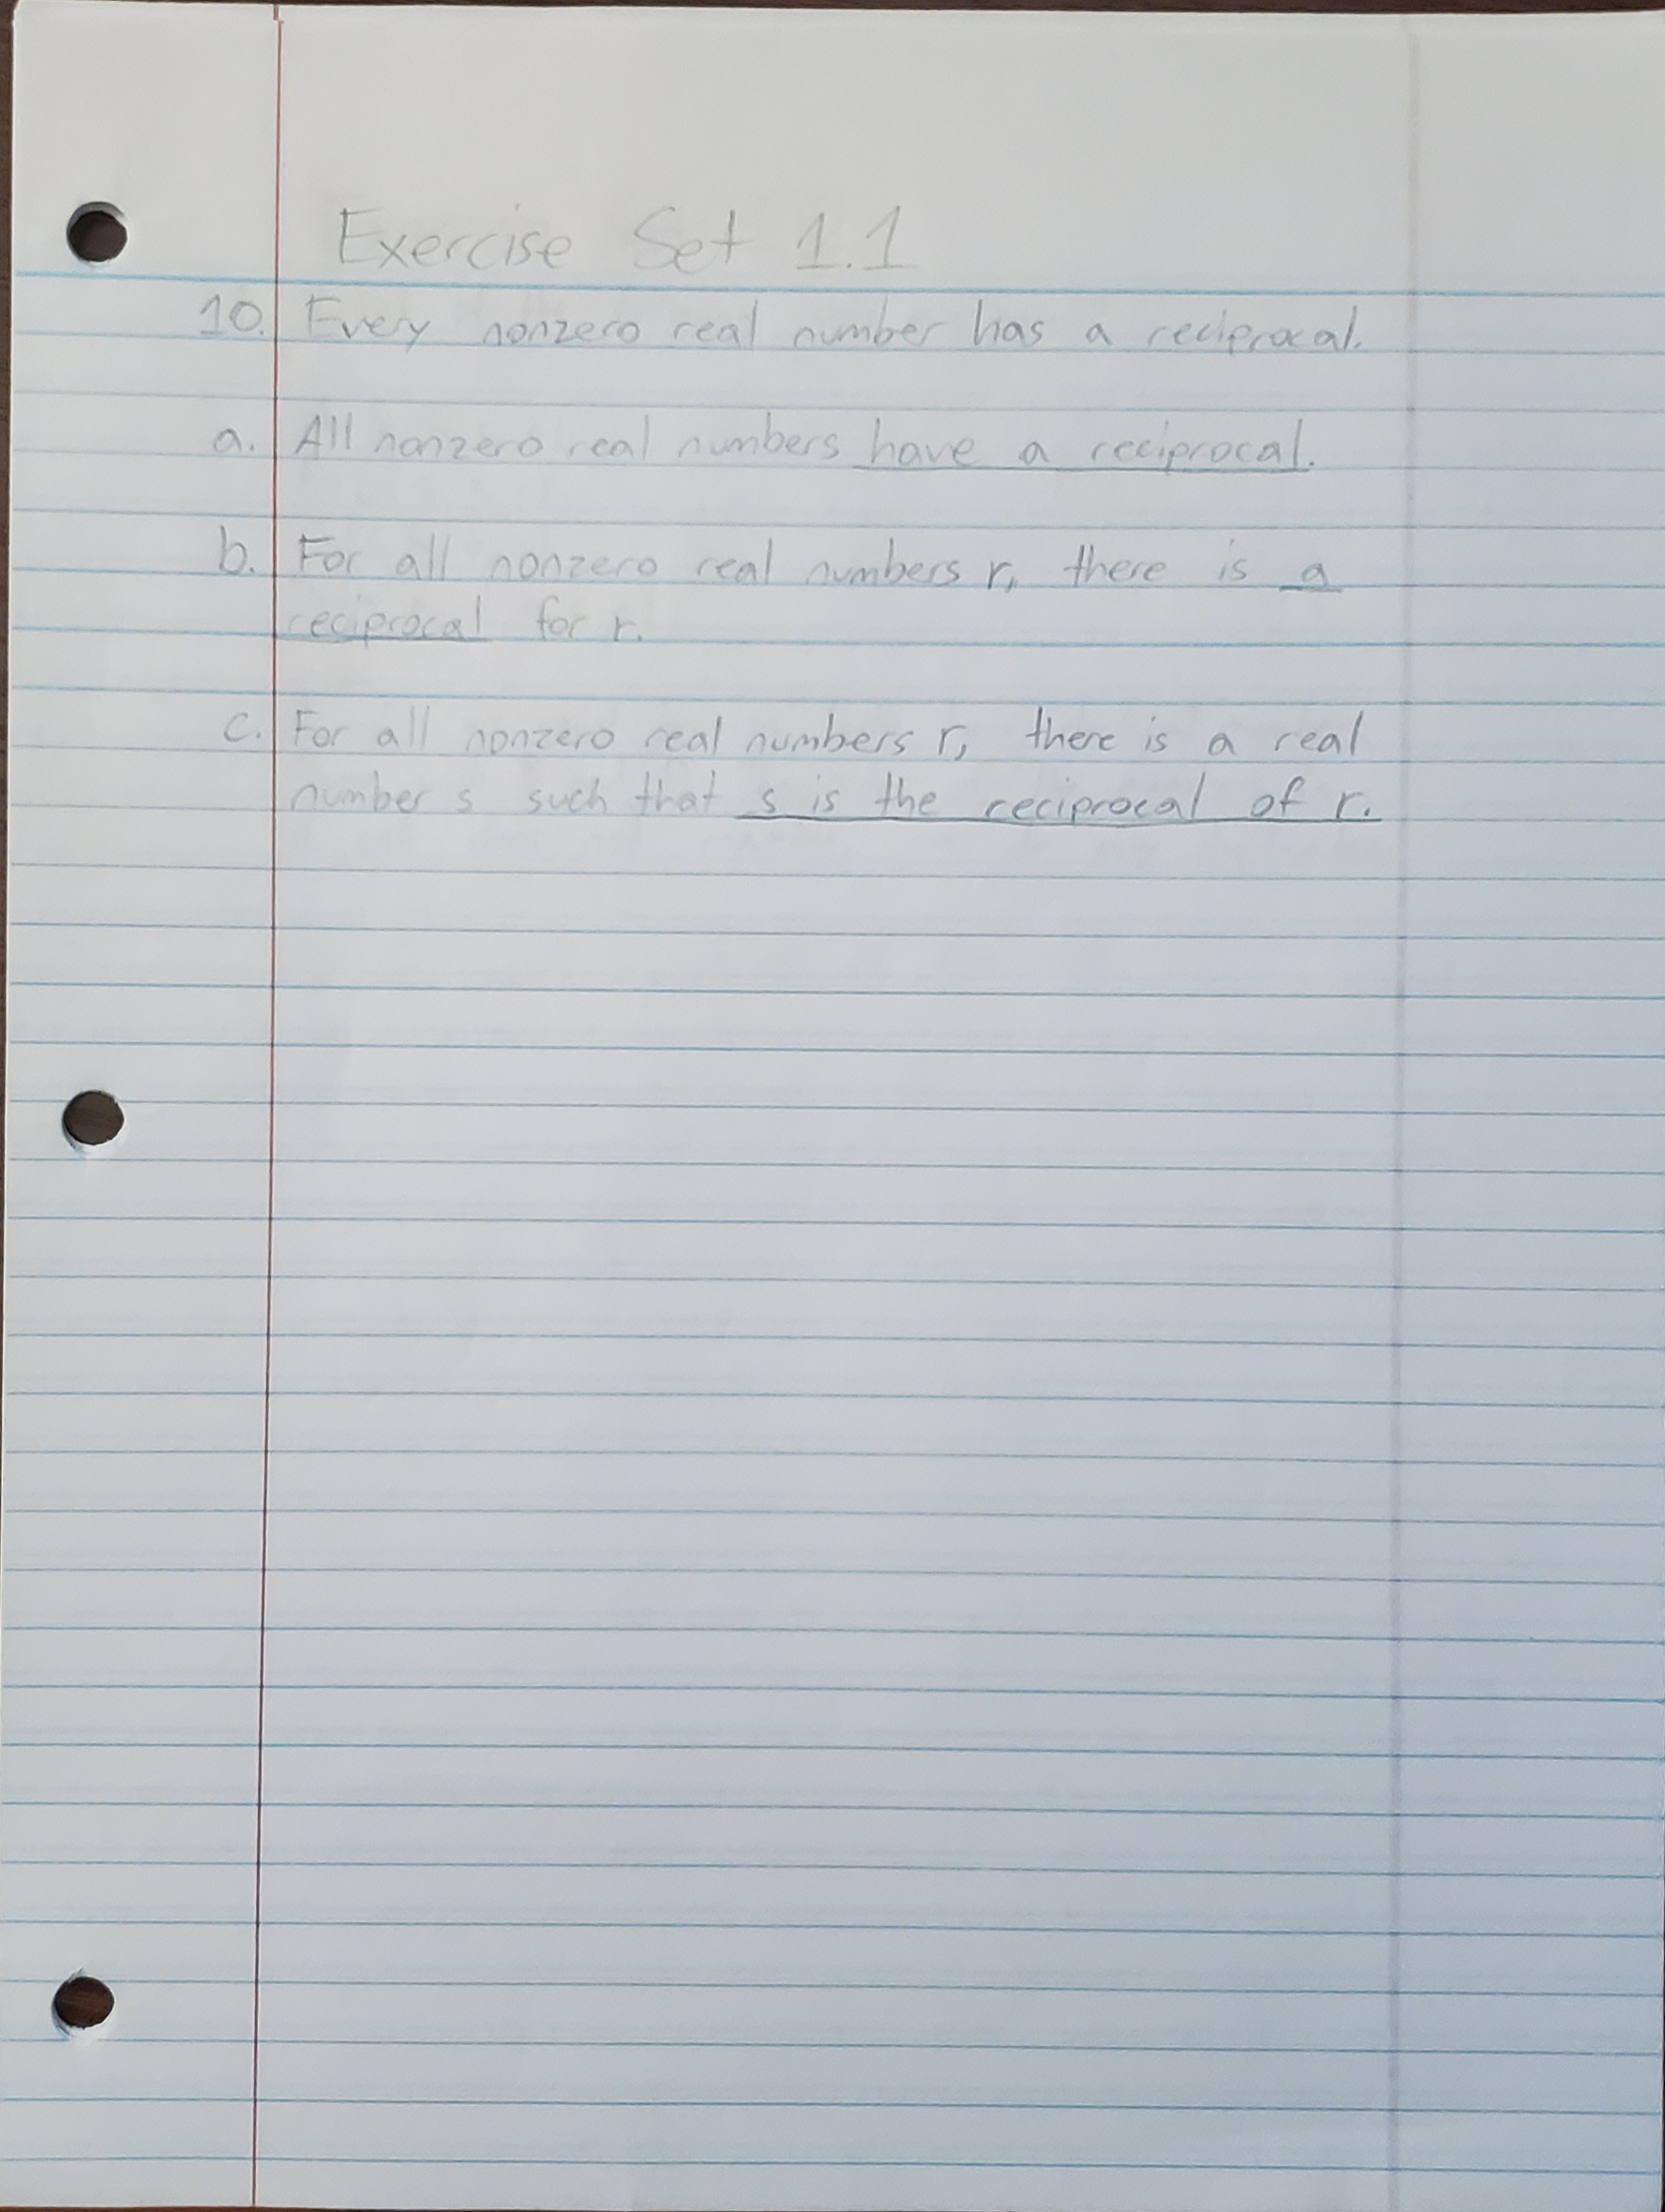 Exercise Set 1.1
10. Every nonzero real number has a reciprocal.
a. All nonzero real numbers have a reciprocal.
b. For all nonzero real numbers r, there is a
reciprocal for r.
c. For all nonzero real numbers r, there is a real
number s such that s is the reciprocal of r.